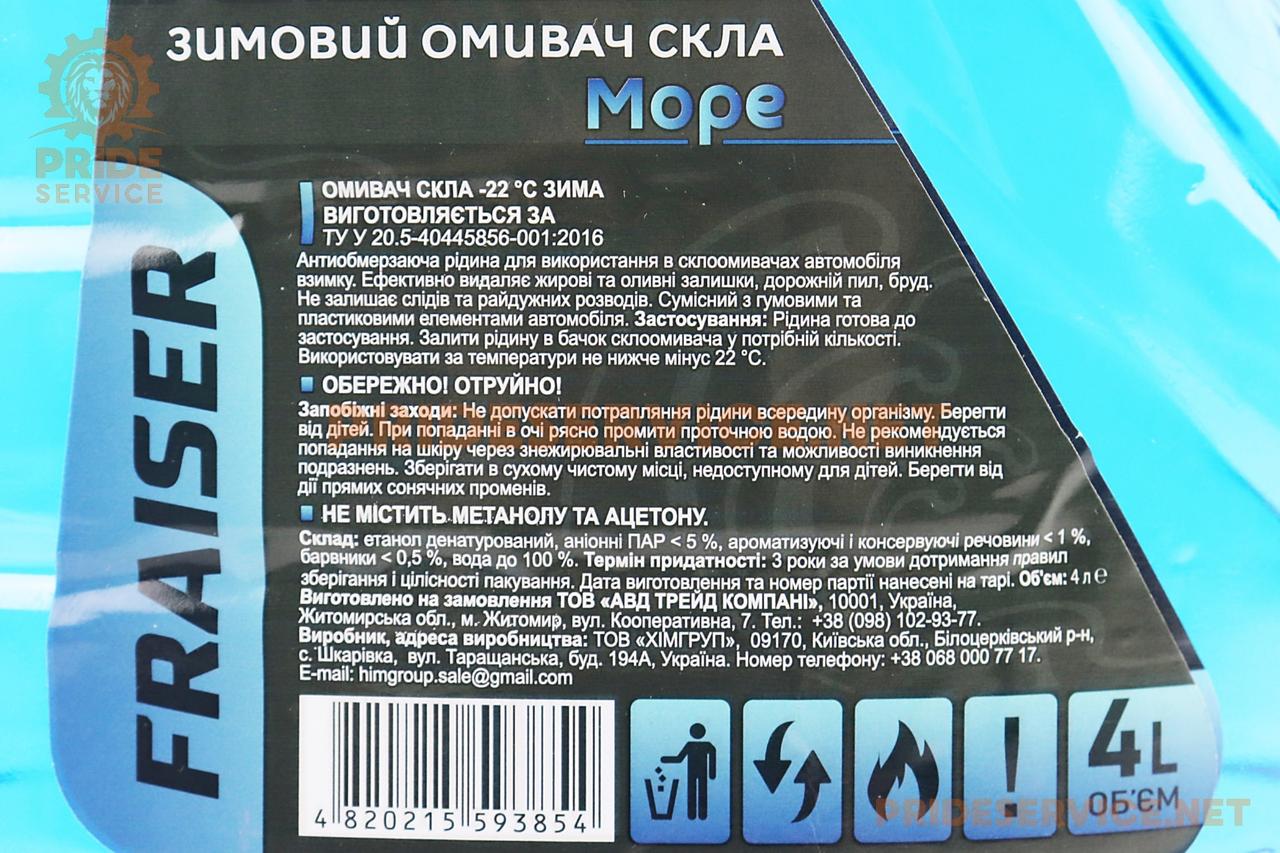 ЗИМОВИЙ ОМИВАЧ СКЛА
Море
PRIDE
SERVICE
FRAISER
ОМИВАЧ СКЛА -22 °С ЗИМА
ВИГОТОВЛЯЄТЬСЯ ЗА
ТУ У 20.5-40445856-001:2016
Антиобмерзаюча рідина для використання в склоомивачах автомобіля
взимку. Ефективно видаляє жирові та оливні залишки, дорожній пил, бруд.
Не залишає слідів та райдужних розводів. Сумісний з гумовими та
пластиковими елементами автомобіля. Застосування: Рідина готова до
застосування. Залити рідину в бачок склоомивача у потрібній кількості.
Використовувати за температури не нижче мінус 22 °С.
ОБЕРЕЖНО! ОТРУЙНО!
Запобіжні заходи: Не допускати потрапляння рідини всередину організму. Берегти
від дітей. При попаданні в очі рясно промити проточною водою. Не рекомендується
попадання на шкіру через знежирювальні властивості та можливості виникнення
подразнень. Зберігати в сухому чистому місці, недоступному для дітей. Берегти від
дії прямих сонячних променів.
НЕ МІСТИТЬ МЕТАНОЛУ ТА АЦЕТОНУ.
Склад: етанол денатурований, аніонні ПАР < 5 %, ароматизуючі і консервуючі речовини < 1 %,
барвники < 0,5 %, вода до 100 %. Термін придатності: 3 роки за умови дотримання правил
зберігання і цілісності пакування. Дата виготовлення та номер партії нанесені на тарі. Об'єм: 4 л ℮
Виготовлено на замовлення ТОВ «АВД ТРЕЙД КОМПАНІ», 10001, Україна,
Житомирська обл., м. Житомир, вул. Кооперативна, 7. Тел.: +38 (098) 102-93-77.
Виробник, адреса виробництва: ТОВ «ХІМГРУП», 09170, Київська обл., Білоцерківський р-н,
с. Шкарівка, вул. Таращанська, буд. 194А, Україна. Номер телефону: +38 068 000 77 17.
E-mail: himgroup.sale@gmail.com
4 820215 593854
!
4L
ОБ'ЄМ
PRIDESERVICE.NET